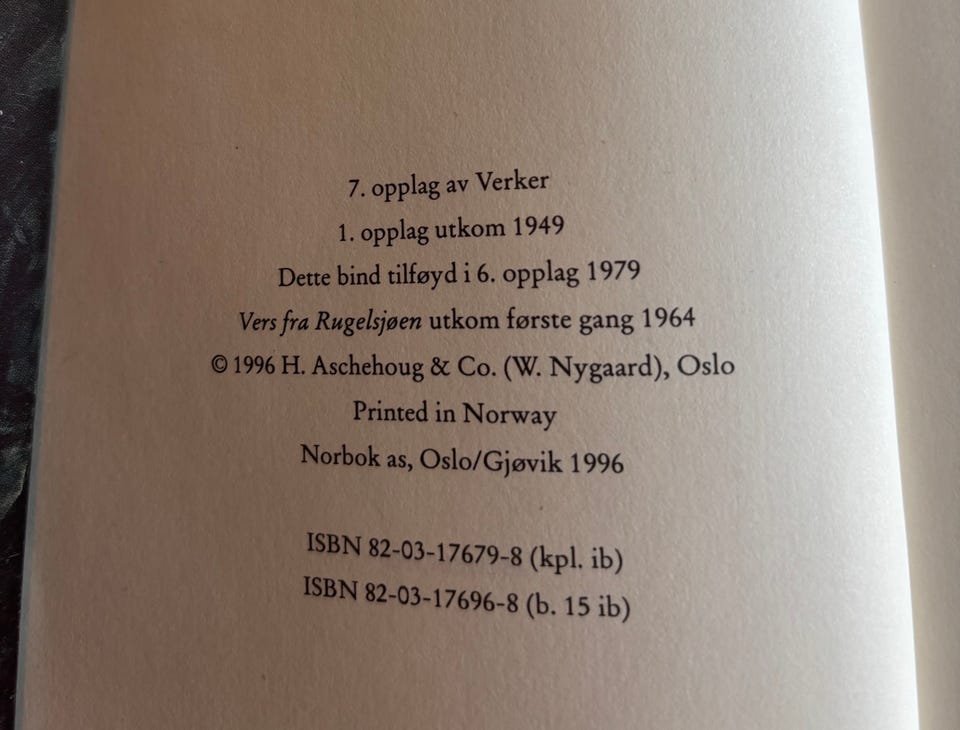 7. opplag av Verker
1. opplag utkom 1949
Dette bind tilføyd i 6. opplag 1979
Vers fra Rugelsjøen utkom første gang 1964
© 1996 H. Aschehoug & Co. (W. Nygaard), Oslo
Printed in Norway
Norbok as, Oslo/Gjøvik 1996
ISBN 82-03-17679-8 (kpl. ib)
ISBN 82-03-17696-8 (b. 15 ib)